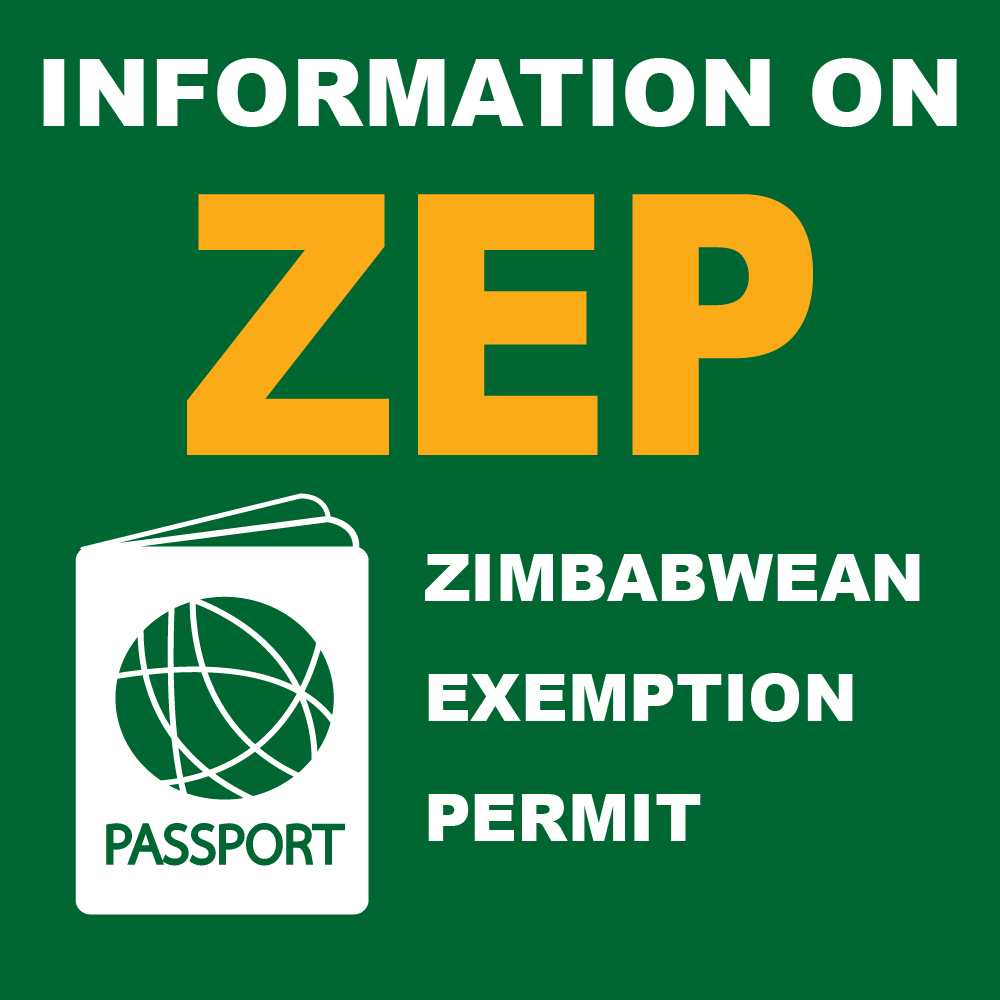 INFORMATION ON
ZEP
ZIMBABWEAN
EXEMPTION
PERMIT
PASSPORT